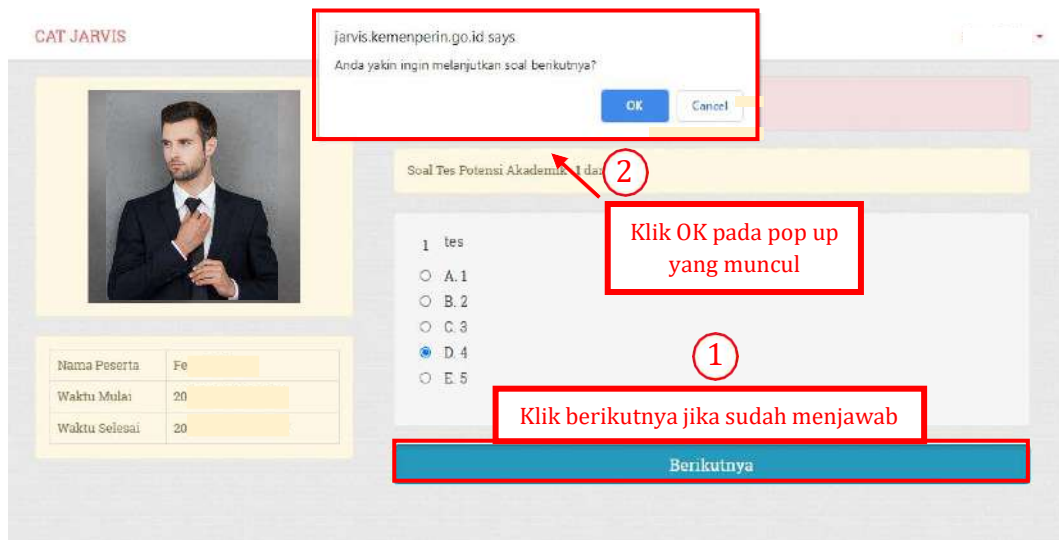 CAT JARVIS
jarvis.kemenperin.go.id says
Anda yakin ingin melanjutkan soal berikutnya?
OK Cancel
Soal Tes Potensi Akademik 1
2
Klik OK pada pop up
yang muncul
1 tes
A. 1
B. 2
C. 3
D. 4
E. 5
1
Klik berikutnya jika sudah menjawab
Berikutnya
Nama Peserta Fe
Waktu Mulai 20
Waktu Selesai 20